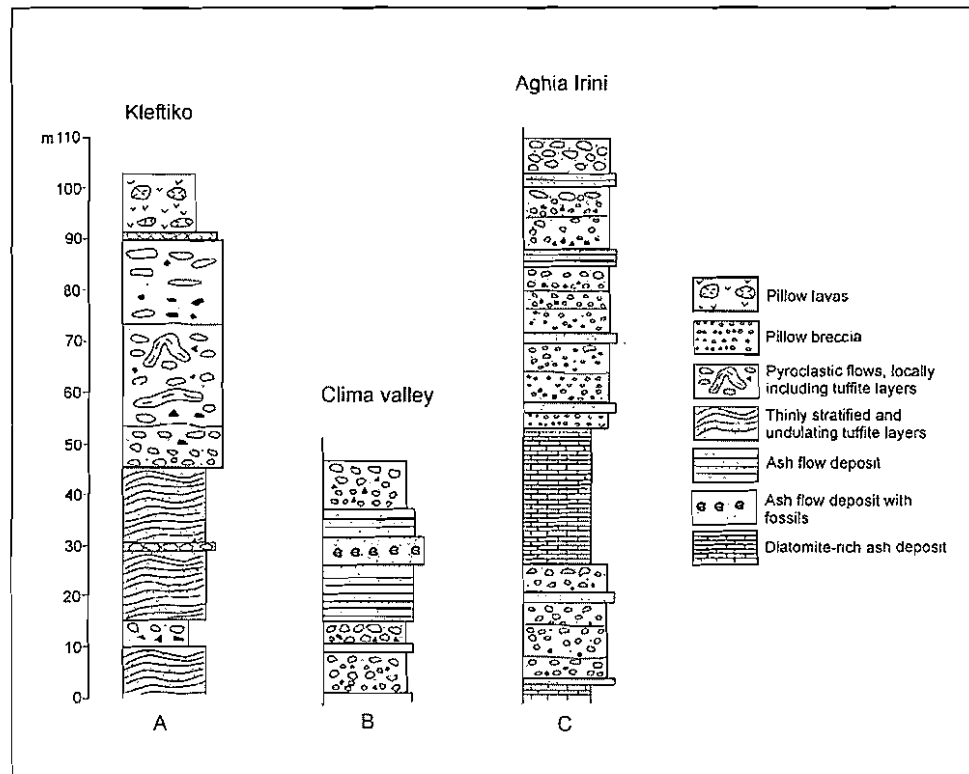 Aghia Irini
Kleftiko
m 110
100
90
80
70
60
Clima valley
50
40
30
20
10
0
A
B
C
Pillow lavas
Pillow breccia
Pyroclastic flows, locally
including tuffite layers
Thinly stratified and
undulating tuffite layers
Ash flow deposit
Ash flow deposit with
fossils
Diatomite-rich ash deposit